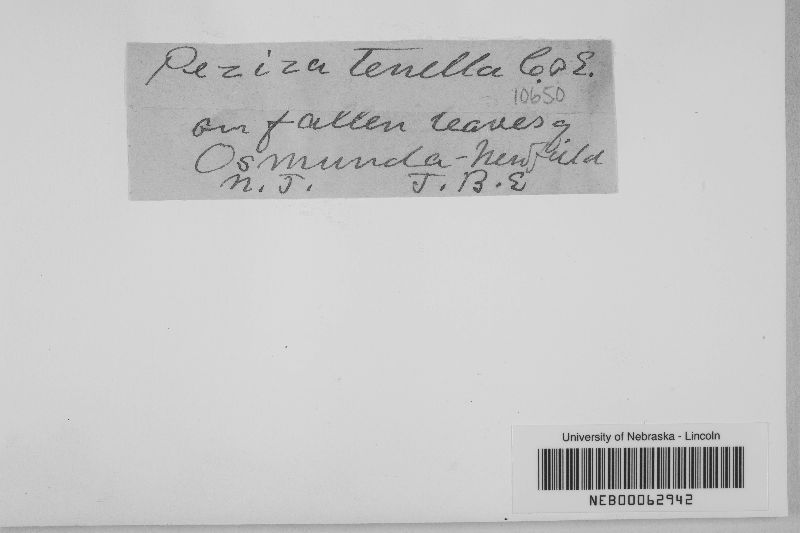 Peziza tenella C. & E.
10650
on fallen leaves of
Osmunda - Newfield
N. J. J. B. E
University of Nebraska - Lincoln
NEB00062942